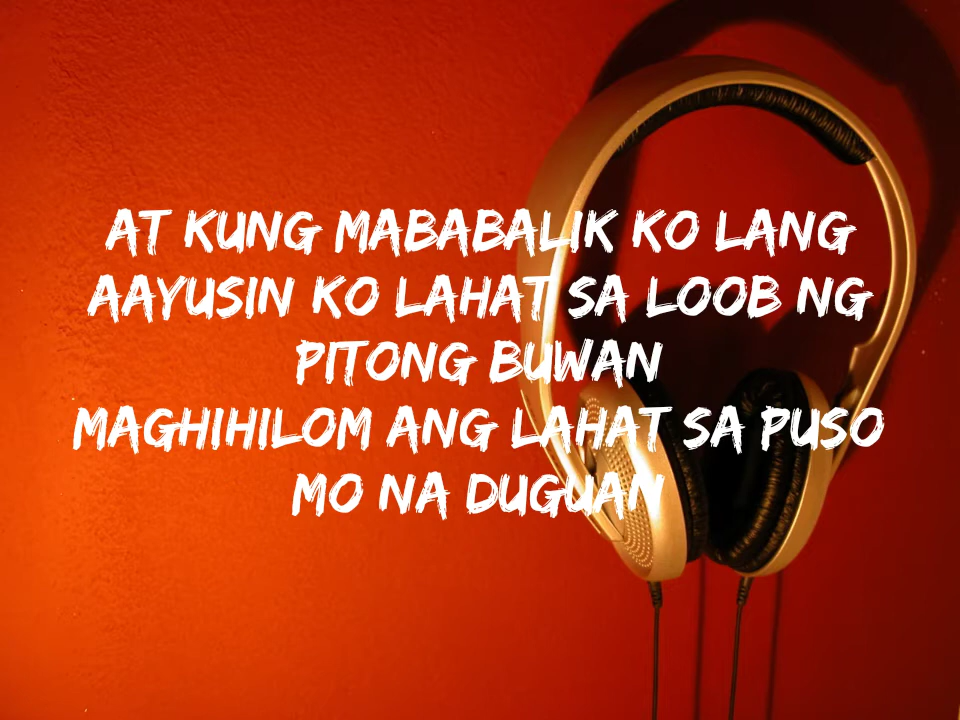 AT KUNG MABABALIK KO LANG
AAYUSIN KO LAHAT SA LOOB NG
PITONG BUWAN
MAGHIHILOM ANG LAHAT SA PUSO
MO NA DUGUAN